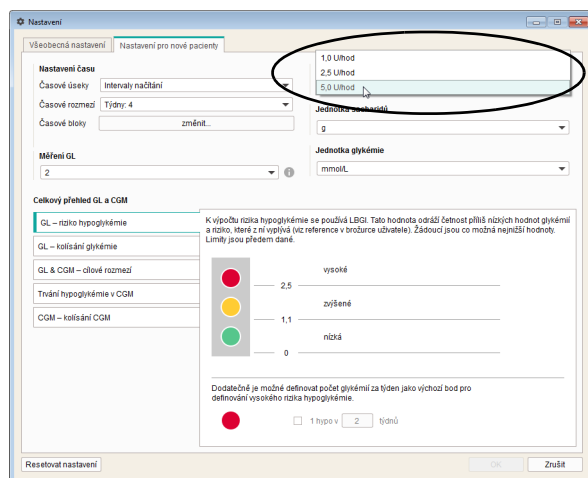 Nastavení
Všeobecná nastavení
Nastavení pro nové pacienty
Nastavení času
Časové úseky
Intervaly načítání
Časové rozmezí
Týdny: 4
Časové bloky
změnit...
Měření GL
2
1,0 U/hod
2,5 U/hod
5,0 U/hod
Jednotka sacharidů
g
Jednotka glykémie
mmol/L
Celkový přehled GL a CGM
GL – riziko hypoglykémie
GL – kolísání glykémie
GL & CGM – cílové rozmezí
Trvání hypoglykémie v CGM
CGM – kolísání CGM
K výpočtu rizika hypoglykémie se používá LBGI. Tato hodnota odráží četnost příliš nízkých hodnot glykémií
a riziko, které z ní vyplývá (viz reference v brožurce uživatele). Žádoucí jsou co možná nejnižší hodnoty.
Limity jsou předem dané.
vysoké
2,5
zvýšené
1,1
nízká
0
Dodatečně je možné definovat počet glykémií za týden jako výchozí bod pro
definování vysokého rizika hypoglykémie.
1 hypo v 2 týdnů
Resetovat nastavení
OK
Zrušit